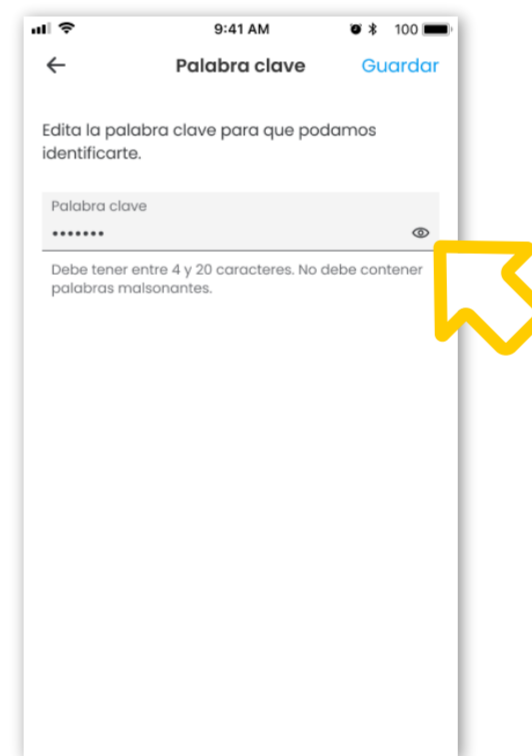 9:41 AM
100
Palabra clave
Guardar
Edita la palabra clave para que podamos
identificarte.
Palabra clave
•••••••
Debe tener entre 4 y 20 caracteres. No debe contener
palabras malsonantes.